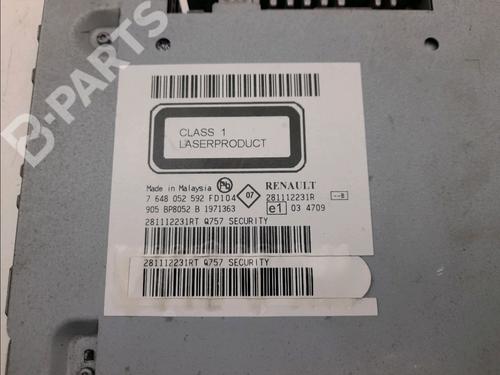 B-PARTS
CLASS 1
LASERPRODUCT
Made in Malaysia Pb RENAULT
7 648 052 592 FD104 07 281112231R --B
905 BP8052 B 1971363 e1 03 4709
281112231RT Q757 SECURITY
281112231RT Q757 SECURITY